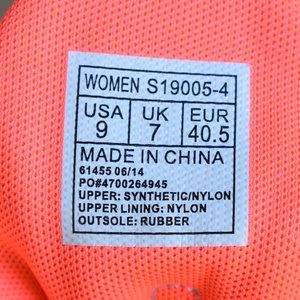 WOMEN S19005-4
USA UK EUR
9 7 40.5
MADE IN CHINA
61455 06/14
PO#4700264945
UPPER: SYNTHETIC/NYLON
UPPER LINING: NYLON
OUTSOLE: RUBBER